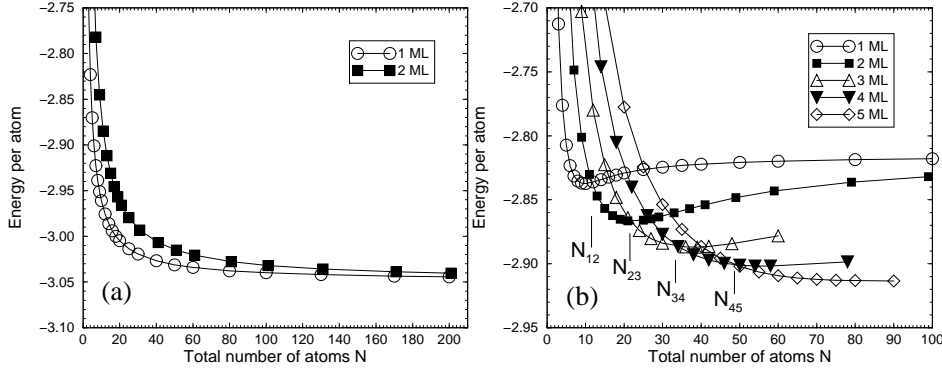 −2.75
−2.80
−2.85
−2.90
−2.95
−3.00
−3.05
−3.10
Energy per atom
0 20 40 60 80 100 120 140 160 180 200
Total number of atoms N
1 ML
2 ML
(a)
−2.70
−2.75
−2.80
−2.85
−2.90
−2.95
Energy per atom
0 10 20 30 40 50 60 70 80 90 100
Total number of atoms N
1 ML
2 ML
3 ML
4 ML
5 ML
N12
N23
N34
N45
(b)